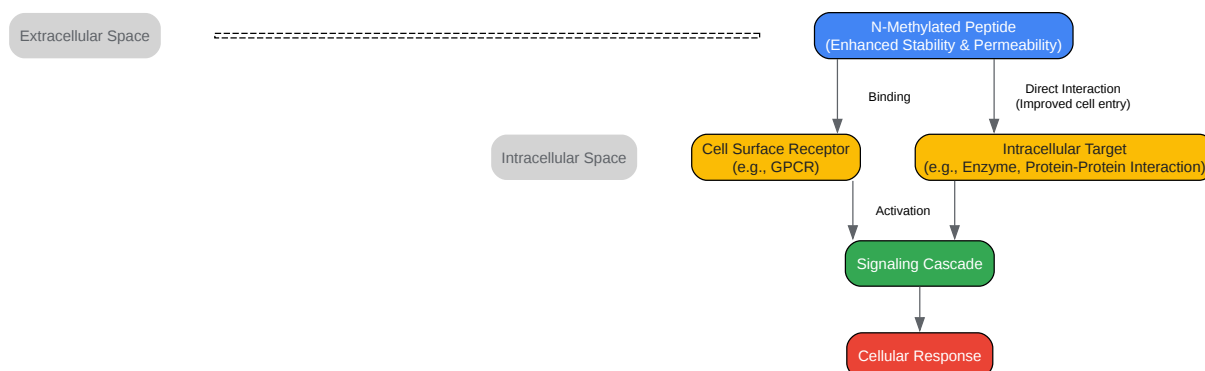 Extracellular Space
N-Methylated Peptide
(Enhanced Stability & Permeability)
Binding
Direct Interaction
(Improved cell entry)
Intracellular Space
Cell Surface Receptor
(e.g., GPCR)
Intracellular Target
(e.g., Enzyme, Protein-Protein Interaction)
Activation
Signaling Cascade
Cellular Response